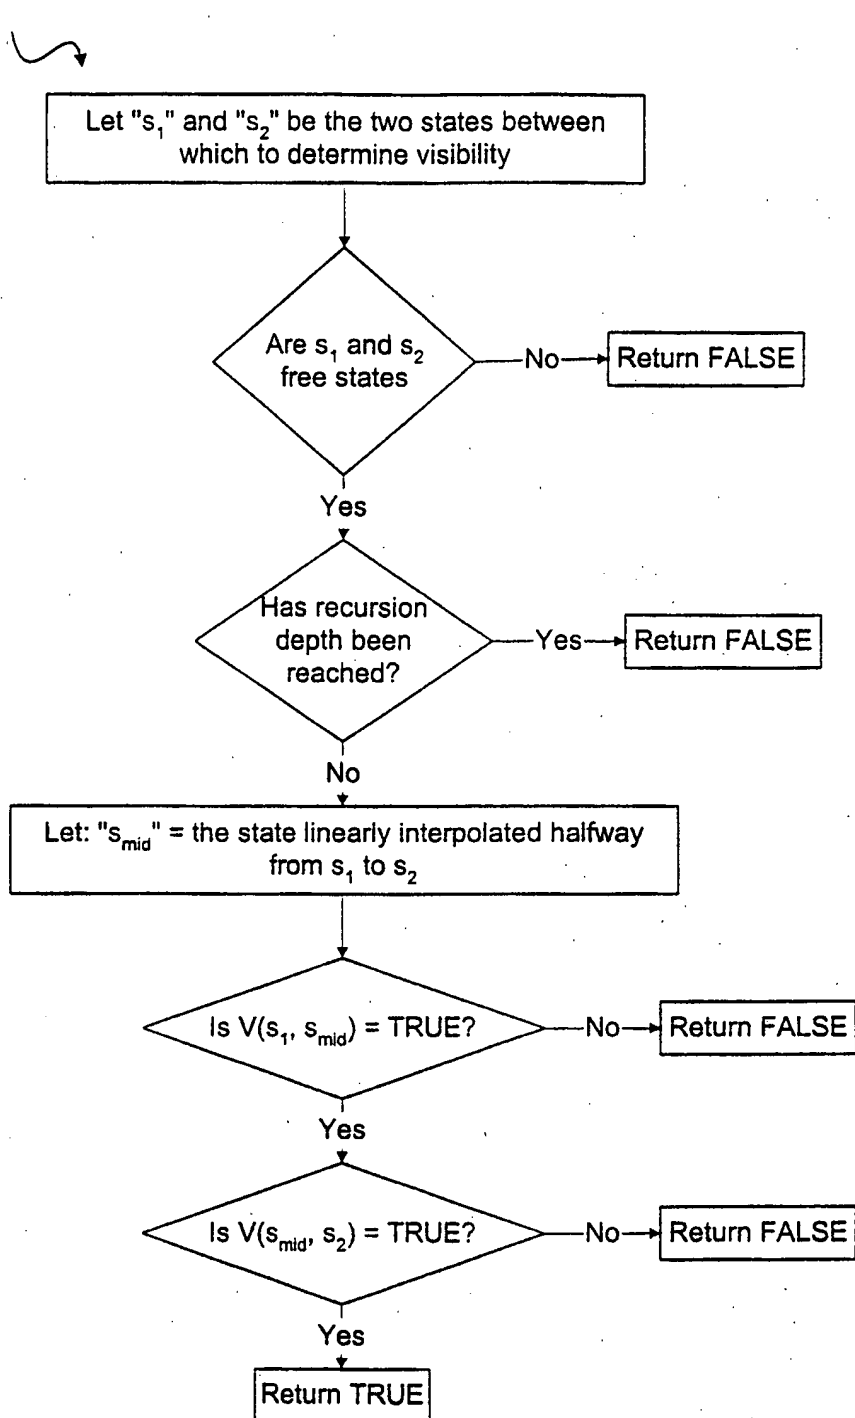 Let "s₁" and "s₂" be the two states between
which to determine visibility
Are s₁ and s₂
free states
No
Return FALSE
Yes
Has recursion
depth been
reached?
Yes
Return FALSE
No
Let: "s_mid" = the state linearly interpolated halfway
from s₁ to s₂
Is V(s₁, s_mid) = TRUE?
No
Return FALSE
Yes
Is V(s_mid, s₂) = TRUE?
No
Return FALSE
Yes
Return TRUE